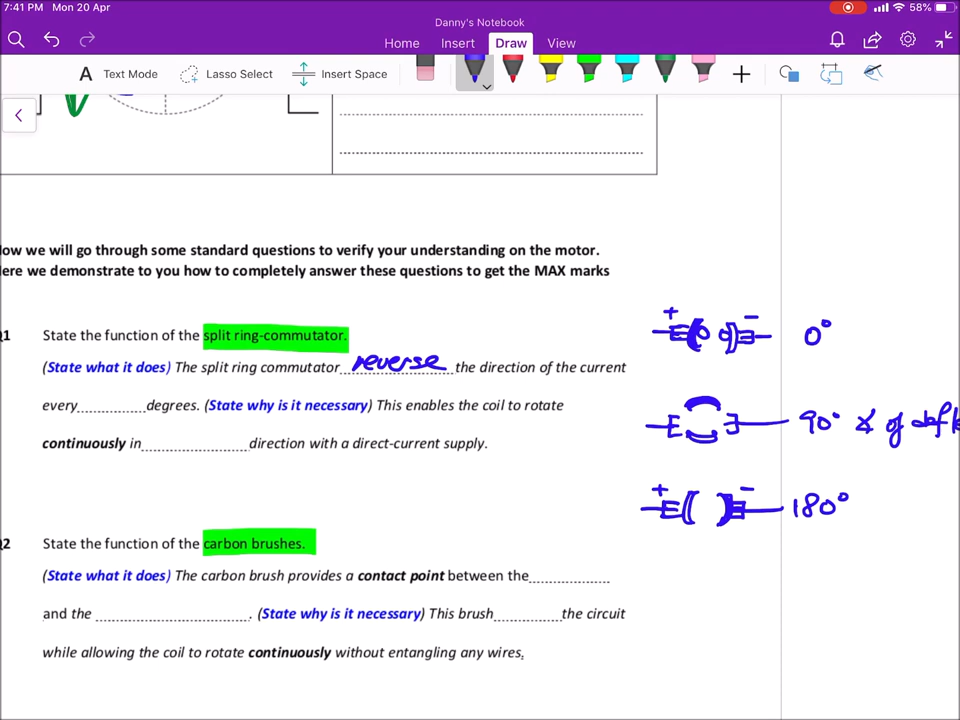 7:41 PM Mon 20 Apr
58%
Danny's Notebook
Home Insert Draw View
A Text Mode Lasso Select Insert Space
Now we will go through some standard questions to verify your understanding on the motor.
Here we demonstrate to you how to completely answer these questions to get the MAX marks
Q1 State the function of the split ring-commutator.
(State what it does) The split ring commutator reverse the direction of the current
every degrees. (State why is it necessary) This enables the coil to rotate
continuously in direction with a direct-current supply.
+ − 0°
90° ∡ of
+ − 180°
Q2 State the function of the carbon brushes.
(State what it does) The carbon brush provides a contact point between the
and the . (State why is it necessary) This brush the circuit
while allowing the coil to rotate continuously without entangling any wires.